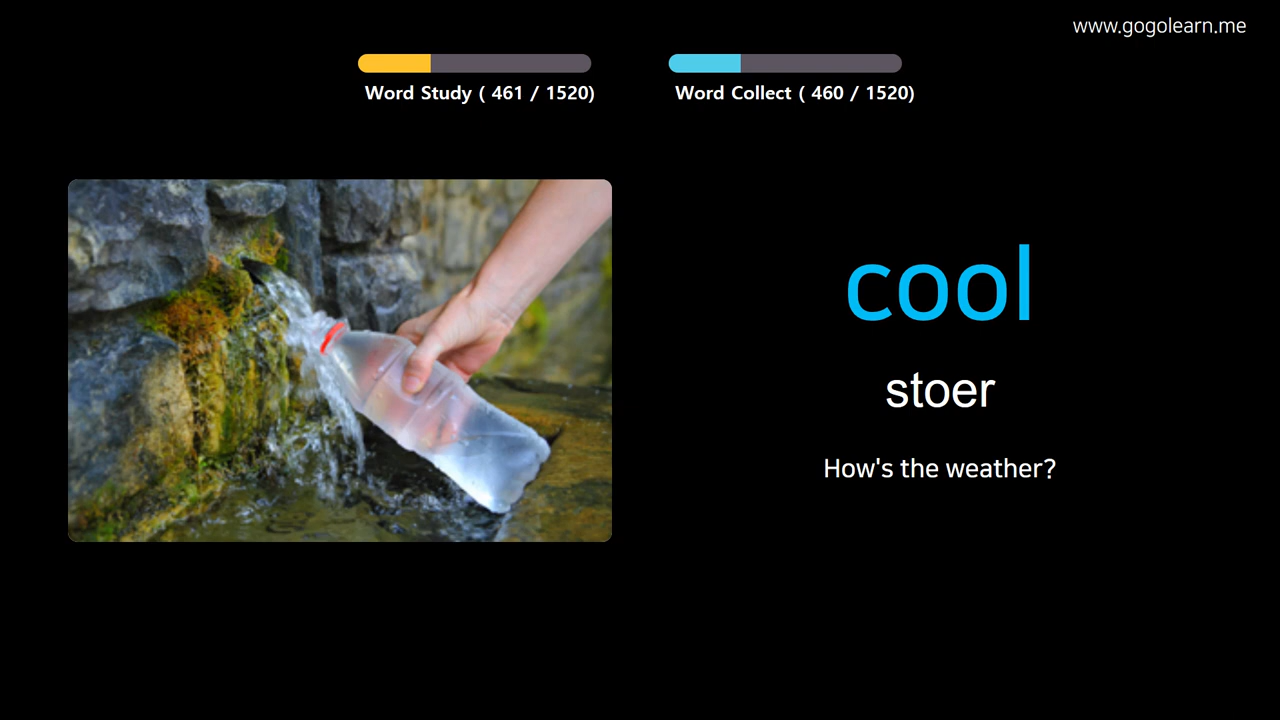 www.gogolearn.me
Word Study ( 461 / 1520)
Word Collect ( 460 / 1520)
cool
stoer
How's the weather?